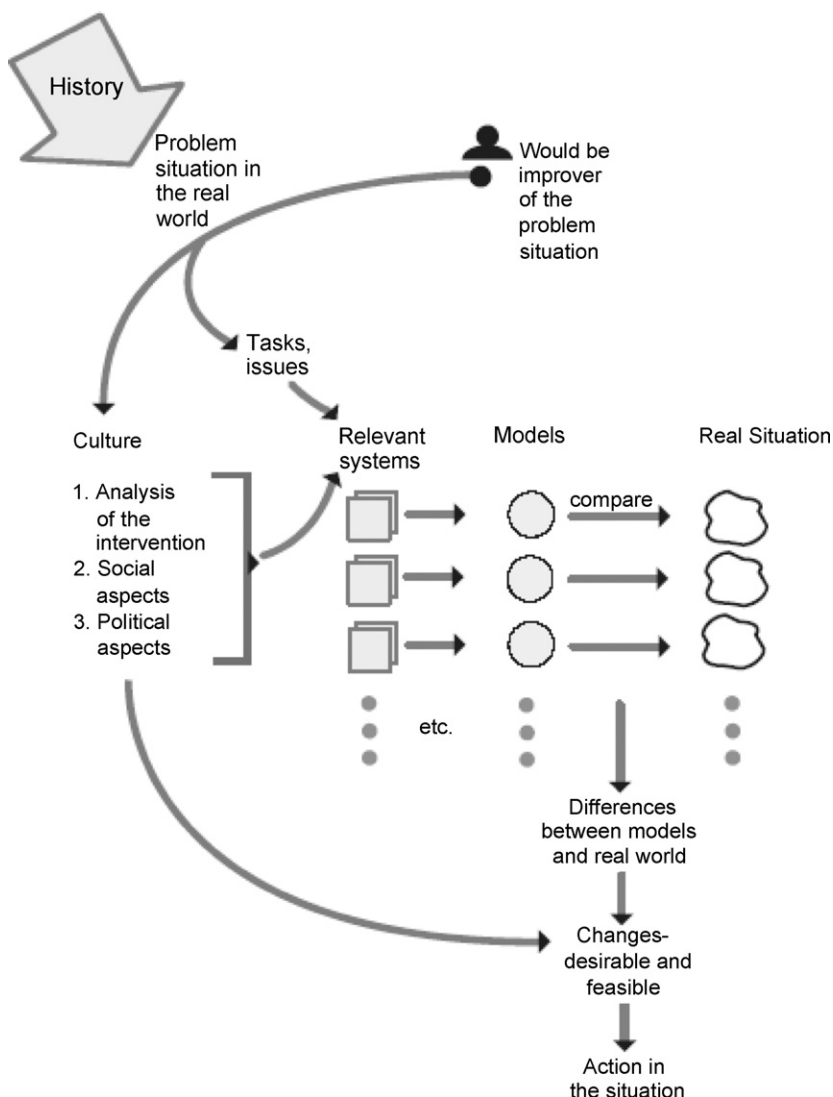 History
Problem
situation in
the real
world
Would be
improver
of the
problem
situation
Tasks,
issues
Culture
1. Analysis
of the
intervention
2. Social
aspects
3. Political
aspects
Relevant
systems
Models
Real Situation
compare
etc.
Differences
between models
and real world
Changes-
desirable and
feasible
Action in
the situation